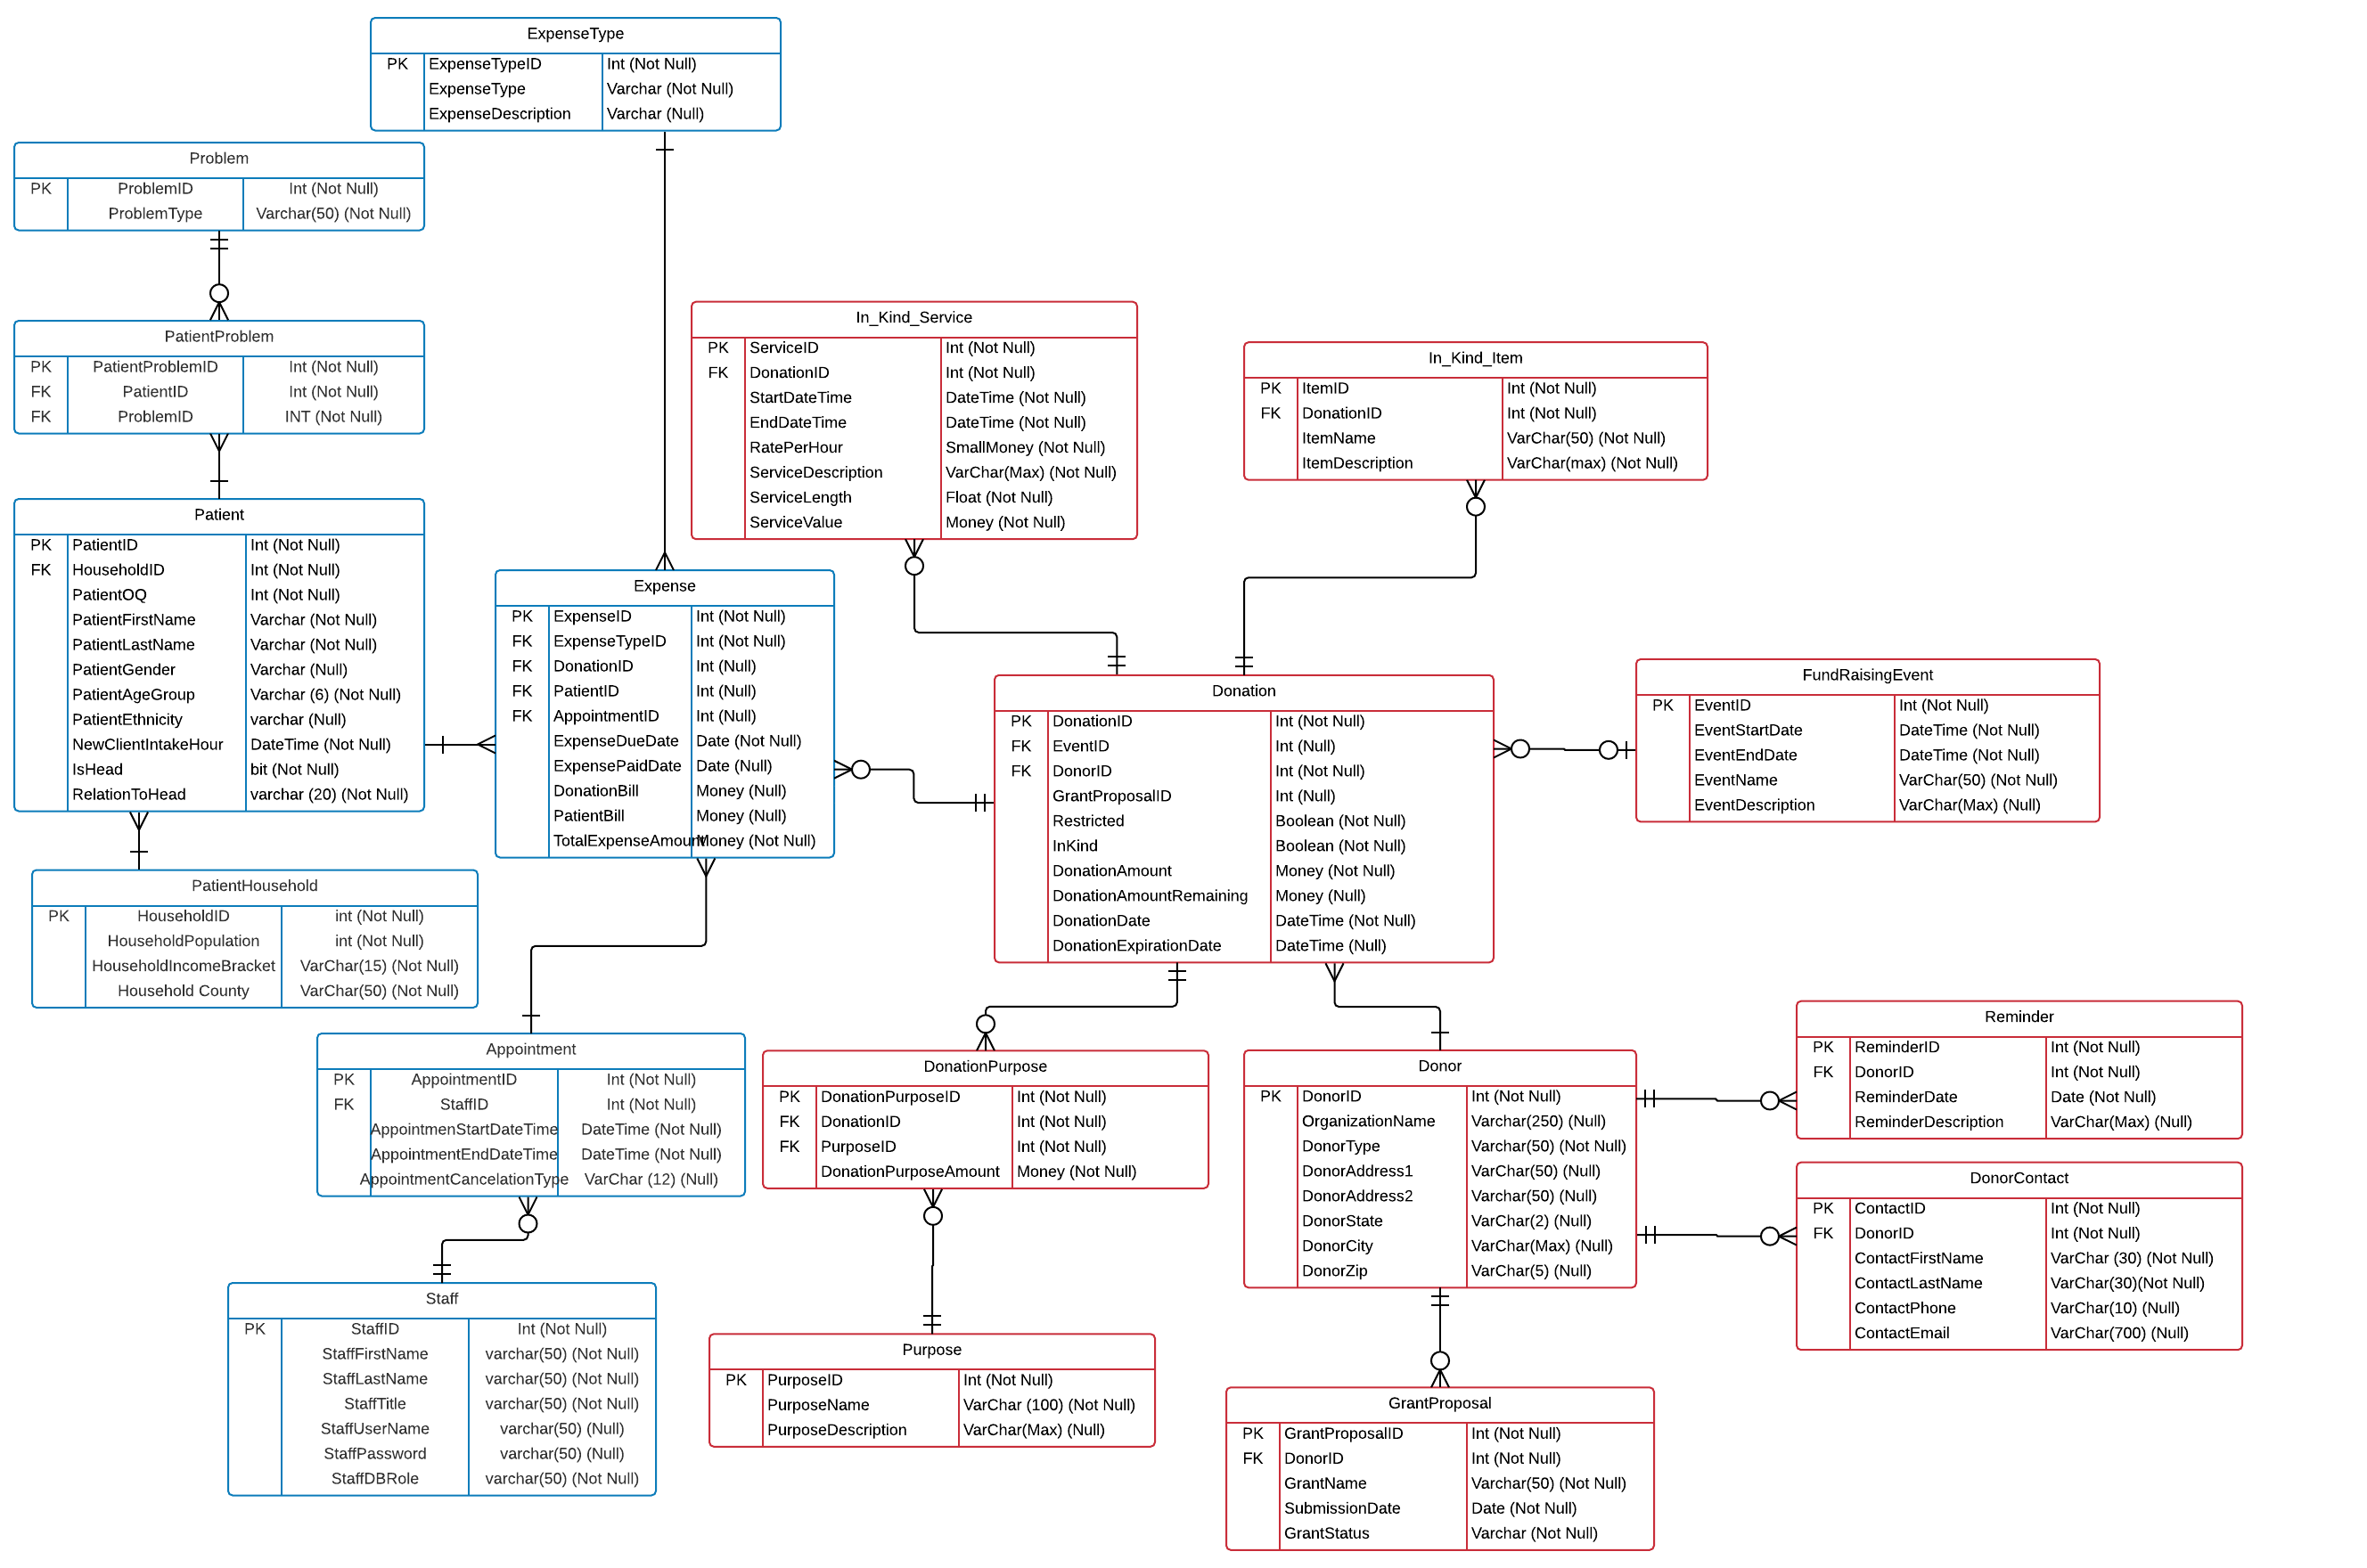 ExpenseType
PK ExpenseTypeID Int (Not Null)
ExpenseType Varchar (Not Null)
ExpenseDescription Varchar (Null)
Problem
PK ProblemID Int (Not Null)
ProblemType Varchar(50) (Not Null)
PatientProblem
PK PatientProblemID Int (Not Null)
FK PatientID Int (Not Null)
FK ProblemID INT (Not Null)
In_Kind_Service
PK ServiceID Int (Not Null)
FK DonationID Int (Not Null)
StartDateTime DateTime (Not Null)
EndDateTime DateTime (Not Null)
RatePerHour SmallMoney (Not Null)
ServiceDescription VarChar(Max) (Not Null)
ServiceLength Float (Not Null)
ServiceValue Money (Not Null)
In_Kind_Item
PK ItemID Int (Not Null)
FK DonationID Int (Not Null)
ItemName VarChar(50) (Not Null)
ItemDescription VarChar(max) (Not Null)
Patient
PK PatientID Int (Not Null)
FK HouseholdID Int (Not Null)
PatientOQ Int (Not Null)
PatientFirstName Varchar (Not Null)
PatientLastName Varchar (Not Null)
PatientGender Varchar (Null)
PatientAgeGroup Varchar (6) (Not Null)
PatientEthnicity varchar (Null)
NewClientIntakeHour DateTime (Not Null)
IsHead bit (Not Null)
RelationToHead varchar (20) (Not Null)
Expense
PK ExpenseID Int (Not Null)
FK ExpenseTypeID Int (Not Null)
FK DonationID Int (Null)
FK PatientID Int (Null)
FK AppointmentID Int (Null)
ExpenseDueDate Date (Not Null)
ExpensePaidDate Date (Null)
DonationBill Money (Null)
PatientBill Money (Null)
TotalExpenseAmount Money (Not Null)
Donation
PK DonationID Int (Not Null)
FK EventID Int (Null)
FK DonorID Int (Not Null)
GrantProposalID Int (Null)
Restricted Boolean (Not Null)
InKind Boolean (Not Null)
DonationAmount Money (Not Null)
DonationAmountRemaining Money (Null)
DonationDate DateTime (Not Null)
DonationExpirationDate DateTime (Null)
FundRaisingEvent
PK EventID Int (Not Null)
EventStartDate DateTime (Not Null)
EventEndDate DateTime (Not Null)
EventName VarChar(50) (Not Null)
EventDescription VarChar(Max) (Null)
PatientHousehold
PK HouseholdID int (Not Null)
HouseholdPopulation int (Not Null)
HouseholdIncomeBracket VarChar(15) (Not Null)
Household County VarChar(50) (Not Null)
Appointment
PK AppointmentID Int (Not Null)
FK StaffID Int (Not Null)
AppointmenStartDateTime DateTime (Not Null)
AppointmentEndDateTime DateTime (Not Null)
AppointmentCancelationType VarChar (12) (Null)
DonationPurpose
PK DonationPurposeID Int (Not Null)
FK DonationID Int (Not Null)
FK PurposeID Int (Not Null)
DonationPurposeAmount Money (Not Null)
Donor
PK DonorID Int (Not Null)
OrganizationName Varchar(250) (Null)
DonorType Varchar(50) (Not Null)
DonorAddress1 VarChar(50) (Null)
DonorAddress2 Varchar(50) (Null)
DonorState VarChar(2) (Null)
DonorCity VarChar(Max) (Null)
DonorZip VarChar(5) (Null)
Reminder
PK ReminderID Int (Not Null)
FK DonorID Int (Not Null)
ReminderDate Date (Not Null)
ReminderDescription VarChar(Max) (Null)
DonorContact
PK ContactID Int (Not Null)
FK DonorID Int (Not Null)
ContactFirstName VarChar (30) (Not Null)
ContactLastName VarChar(30)(Not Null)
ContactPhone VarChar(10) (Null)
ContactEmail VarChar(700) (Null)
Staff
PK StaffID Int (Not Null)
StaffFirstName varchar(50) (Not Null)
StaffLastName varchar(50) (Not Null)
StaffTitle varchar(50) (Not Null)
StaffUserName varchar(50) (Null)
StaffPassword varchar(50) (Null)
StaffDBRole varchar(50) (Not Null)
Purpose
PK PurposeID Int (Not Null)
PurposeName VarChar (100) (Not Null)
PurposeDescription VarChar(Max) (Null)
GrantProposal
PK GrantProposalID Int (Not Null)
FK DonorID Int (Not Null)
GrantName Varchar(50) (Not Null)
SubmissionDate Date (Not Null)
GrantStatus Varchar (Not Null)